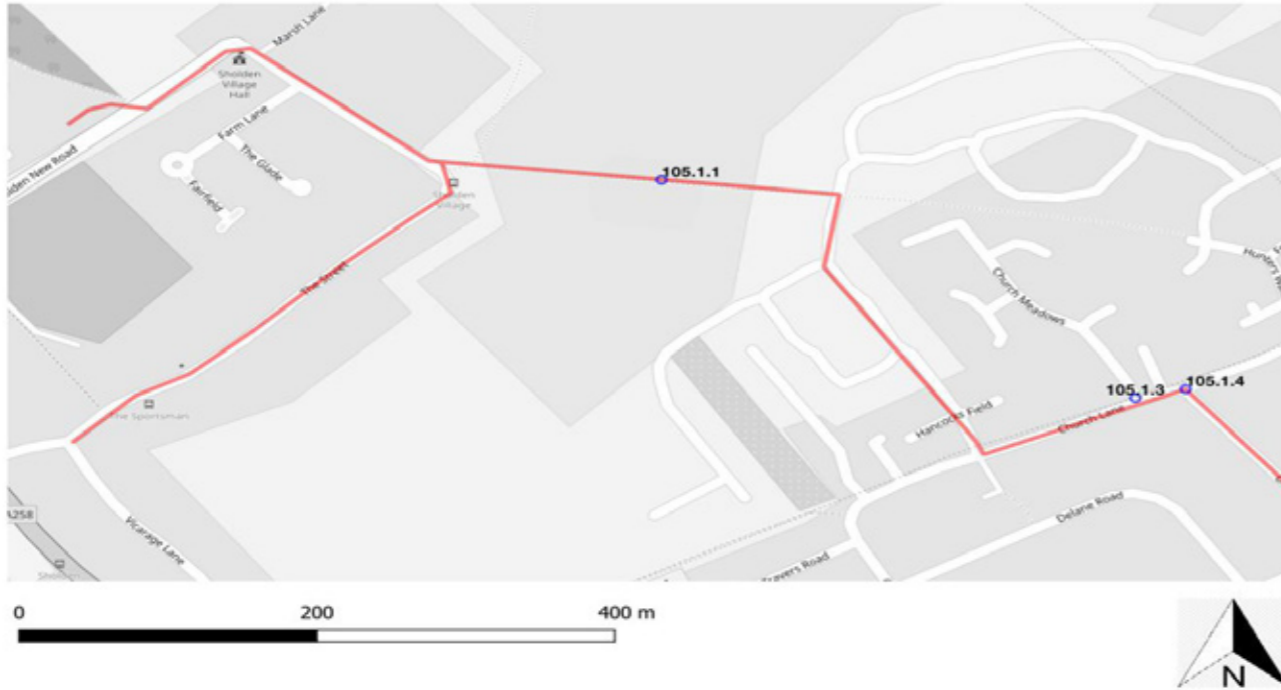 Marsh Lane
Sholden
Village
Hall
Farm Lane
The Glade
Fairfield
New Road
105.1.1
Village
The Street
Church Meadows
105.1.3
105.1.4
Church Lane
Hancocks Field
The Sportsman
Delane Road
A258
Vicarage Lane
Travers Road
0 200 400 m
N